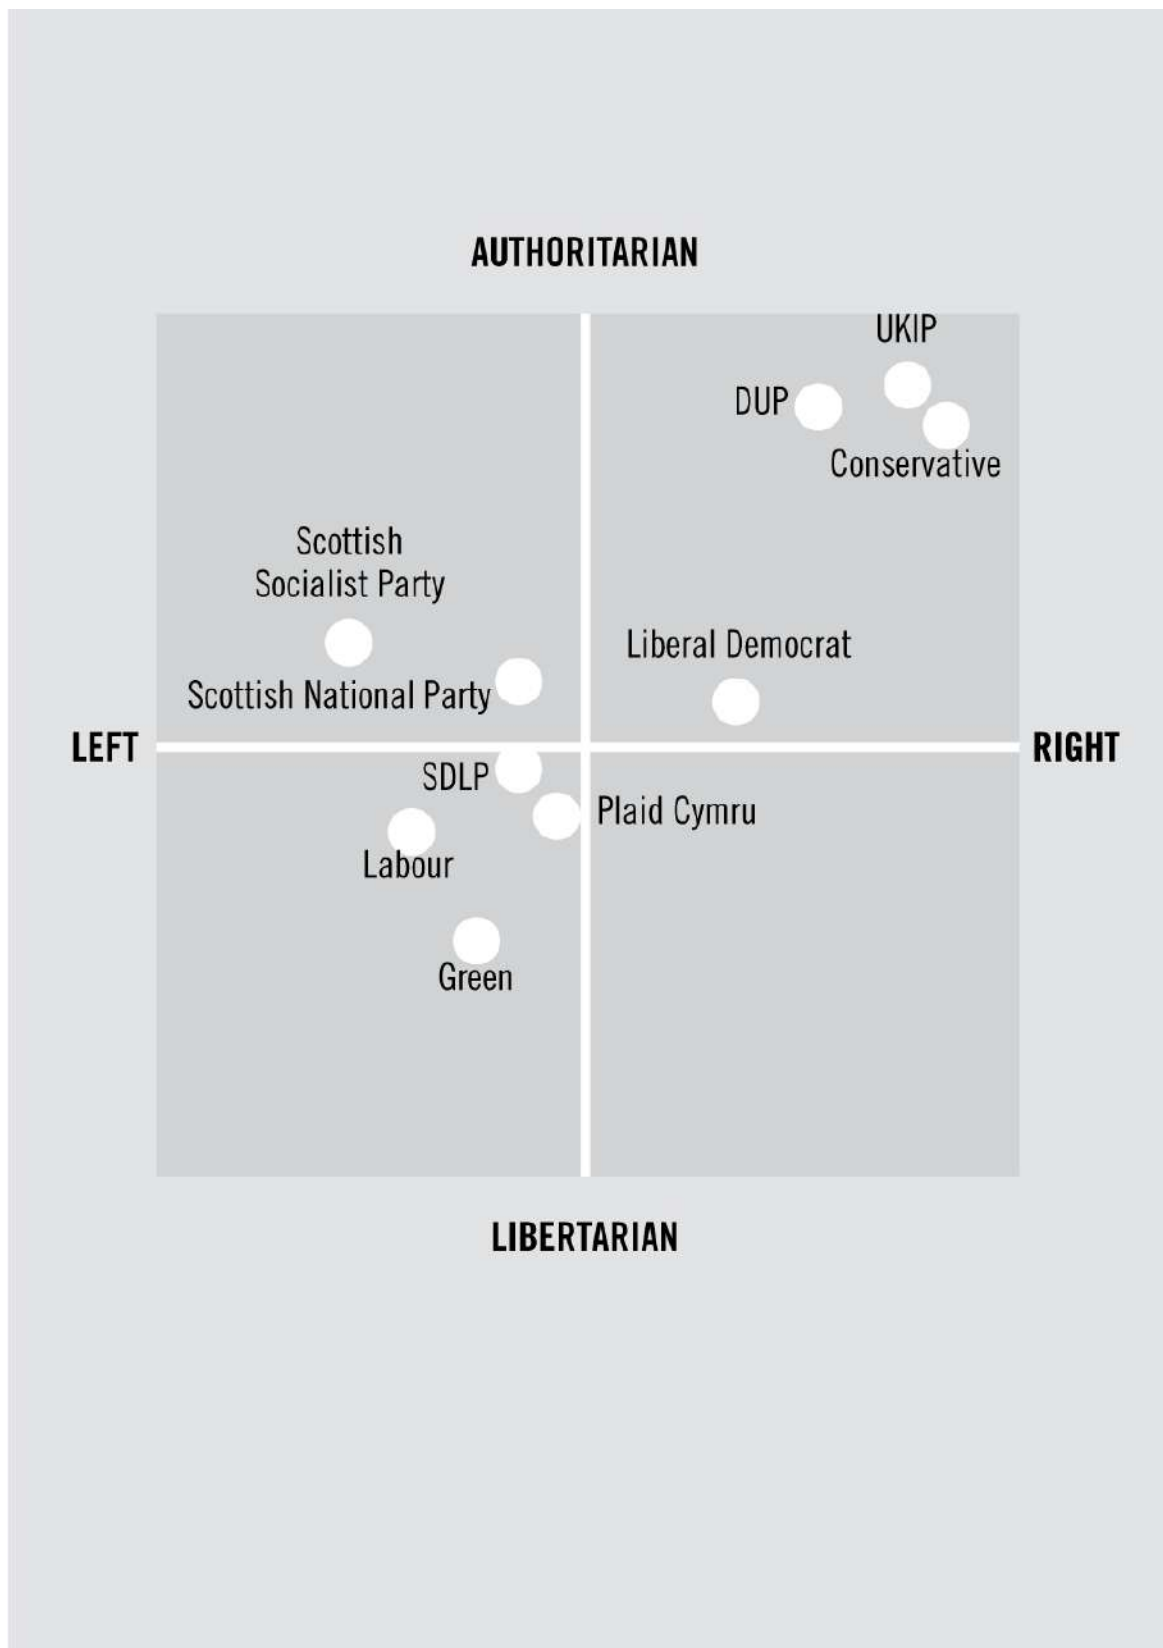 AUTHORITARIAN
UKIP
DUP
Conservative
Scottish
Socialist Party
Liberal Democrat
Scottish National Party
LEFT
RIGHT
SDLP
Plaid Cymru
Labour
Green
LIBERTARIAN